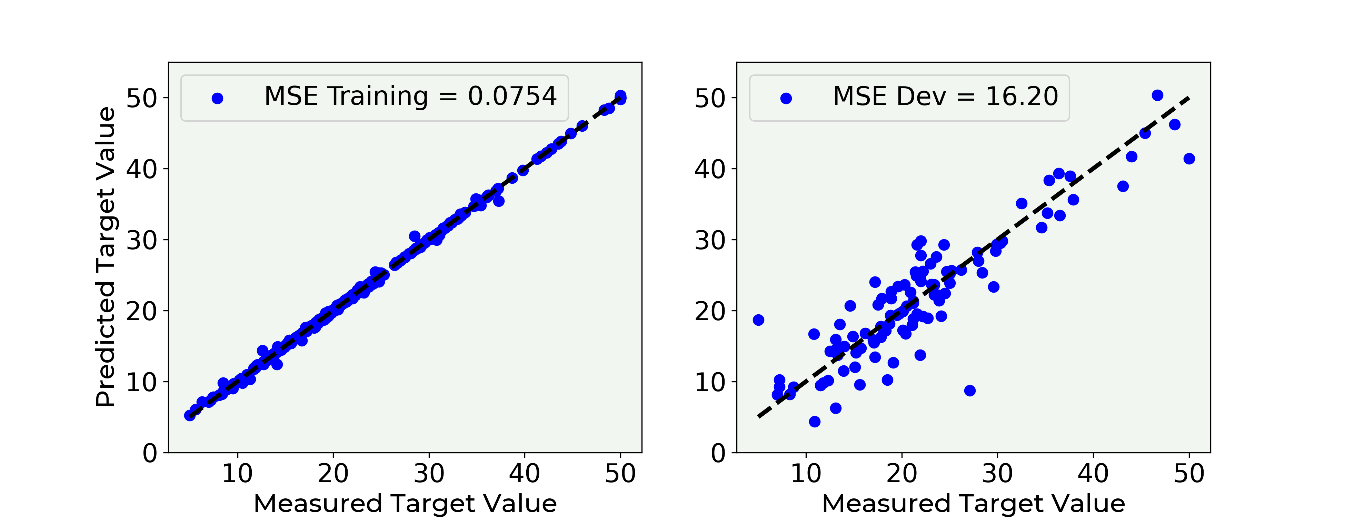 MSE Training = 0.0754
50
40
30
20
10
0
Predicted Target Value
10 20 30 40 50
Measured Target Value
MSE Dev = 16.20
50
40
30
20
10
0
10 20 30 40 50
Measured Target Value